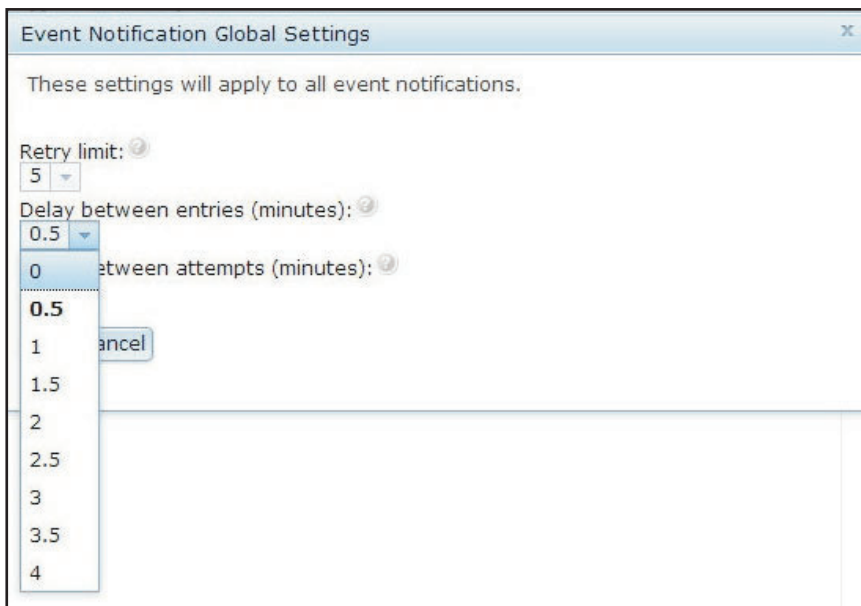 Event Notification Global Settings x
These settings will apply to all event notifications.
Retry limit: ?
5
Delay between entries (minutes): ?
0.5
0
etween attempts (minutes): ?
0.5
1
ancel
1.5
2
2.5
3
3.5
4